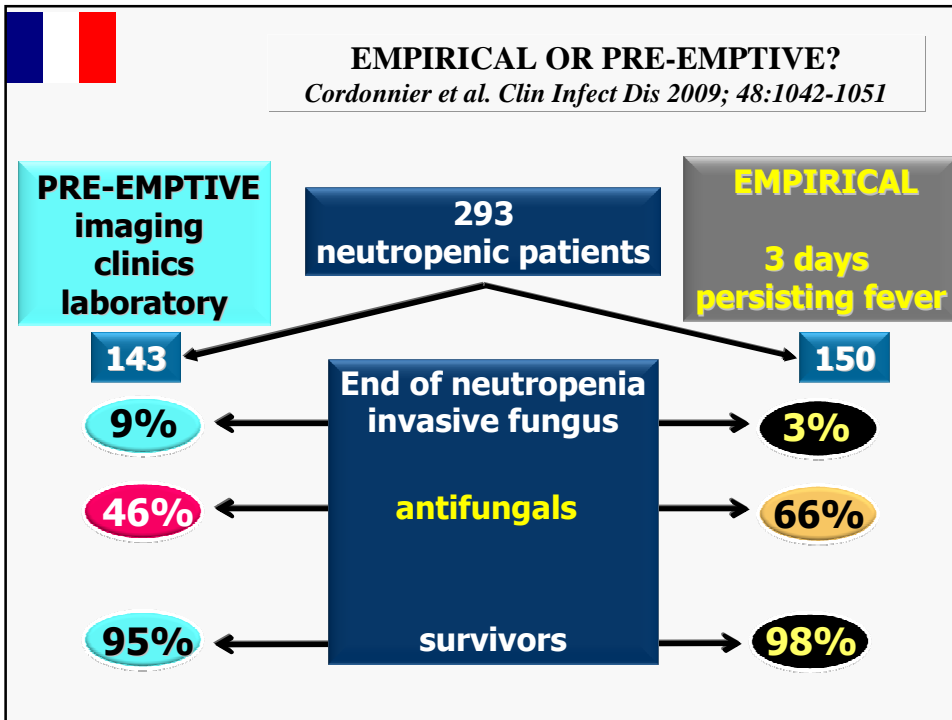 EMPIRICAL OR PRE-EMPTIVE?
Cordonnier et al. Clin Infect Dis 2009; 48:1042-1051
PRE-EMPTIVE
imaging
clinics
laboratory
293
neutropenic patients
EMPIRICAL
3 days
persisting fever
143
150
End of neutropenia
invasive fungus
9%
3%
46%
antifungals
66%
95%
survivors
98%